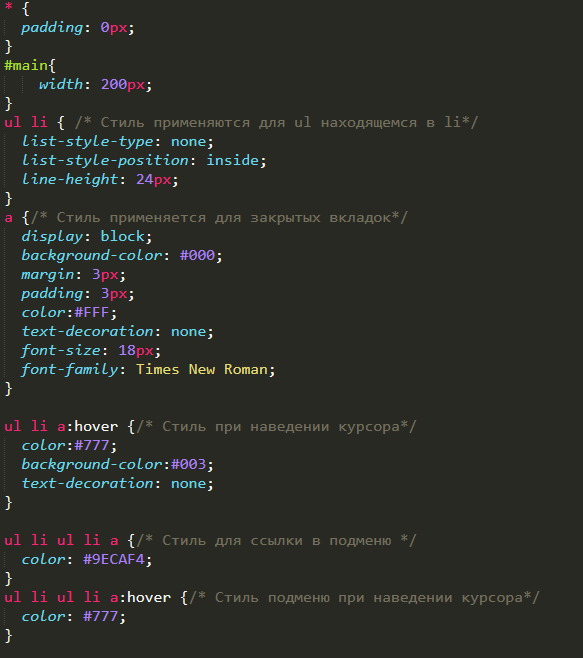 * {
  padding: 0px;
}
#main{
    width: 200px;
}
ul li { /* Стиль применяются для ul находящемся в li*/
  list-style-type: none;
  list-style-position: inside;
  line-height: 24px;
}
a {/* Стиль применяется для закрытых вкладок*/
  display: block;
  background-color: #000;
  margin: 3px;
  padding: 3px;
  color:#FFF;
  text-decoration: none;
  font-size: 18px;
  font-family: Times New Roman;
}

ul li a:hover {/* Стиль при наведении курсора*/
  color:#777;
  background-color:#003;
  text-decoration: none;
}

ul li ul li a {/* Стиль для ссылки в подменю */
  color: #9ECAF4;
}
ul li ul li a:hover {/* Стиль подменю при наведении курсора*/
  color: #777;
}